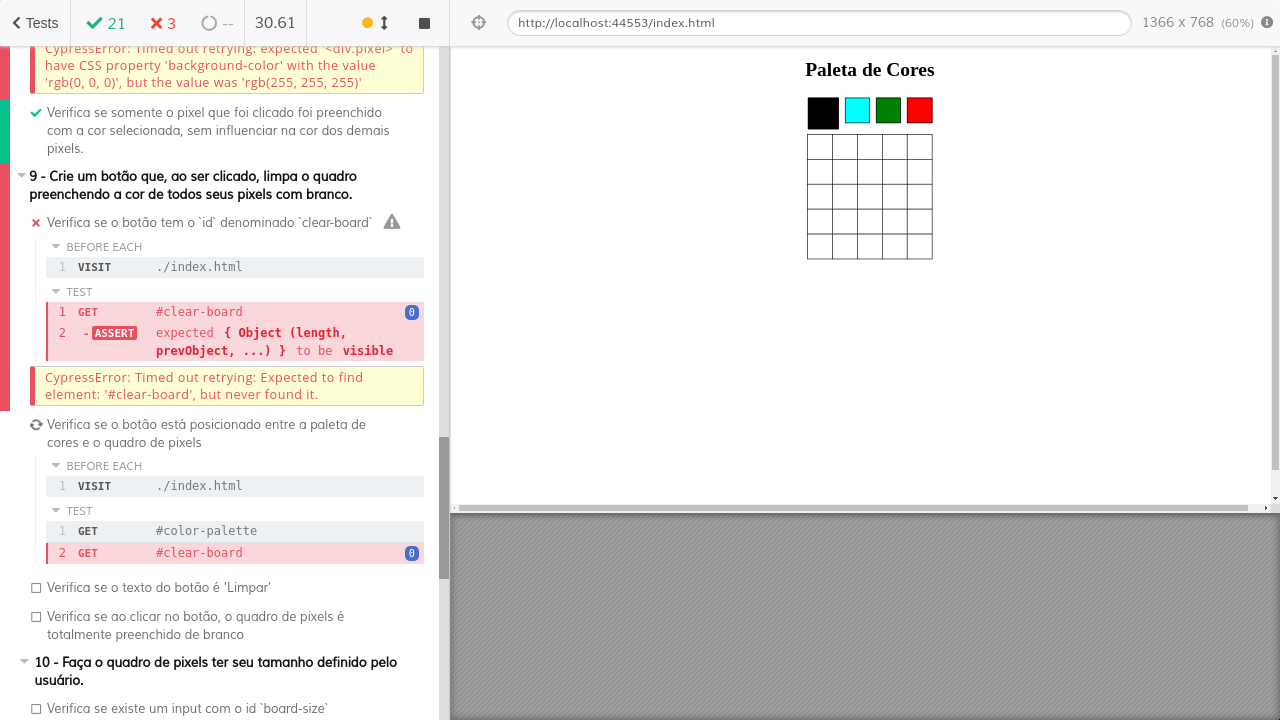 Tests
21
3
--
30.61
http://localhost:44553/index.html
1366 x 768 (60%)
CypressError: Timed out retrying: expected '<div.pixel>' to
have CSS property 'background-color' with the value
'rgb(0, 0, 0)', but the value was 'rgb(255, 255, 255)'
Verifica se somente o pixel que foi clicado foi preenchido
com a cor selecionada, sem influenciar na cor dos demais
pixels.
9 - Crie um botão que, ao ser clicado, limpa o quadro
preenchendo a cor de todos seus pixels com branco.
Verifica se o botão tem o `id` denominado `clear-board`
BEFORE EACH
1 VISIT ./index.html
TEST
1 GET #clear-board 0
2 -ASSERT expected { Object (length,
prevObject, ...) } to be visible
CypressError: Timed out retrying: Expected to find
element: '#clear-board', but never found it.
Verifica se o botão está posicionado entre a paleta de
cores e o quadro de pixels
BEFORE EACH
1 VISIT ./index.html
TEST
1 GET #color-palette
2 GET #clear-board 0
Verifica se o texto do botão é 'Limpar'
Verifica se ao clicar no botão, o quadro de pixels é
totalmente preenchido de branco
10 - Faça o quadro de pixels ter seu tamanho definido pelo
usuário.
Verifica se existe um input com o id `board-size`
Paleta de Cores